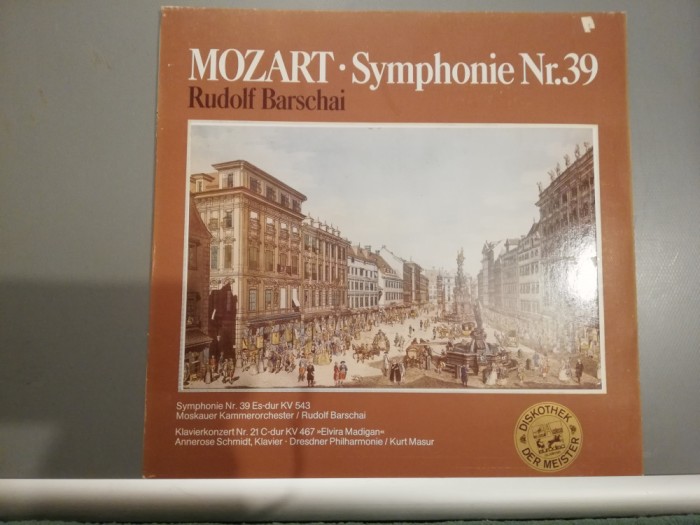 MOZART · Symphonie Nr.39
Rudolf Barschai
Symphonie Nr. 39 Es-dur KV 543
Moskauer Kammerorchester / Rudolf Barschai
Klavierkonzert Nr. 21 C-dur KV 467 »Elvira Madigan«
Annerose Schmidt, Klavier · Dresdner Philharmonie / Kurt Masur
DISKOTHEK
DER MEISTER